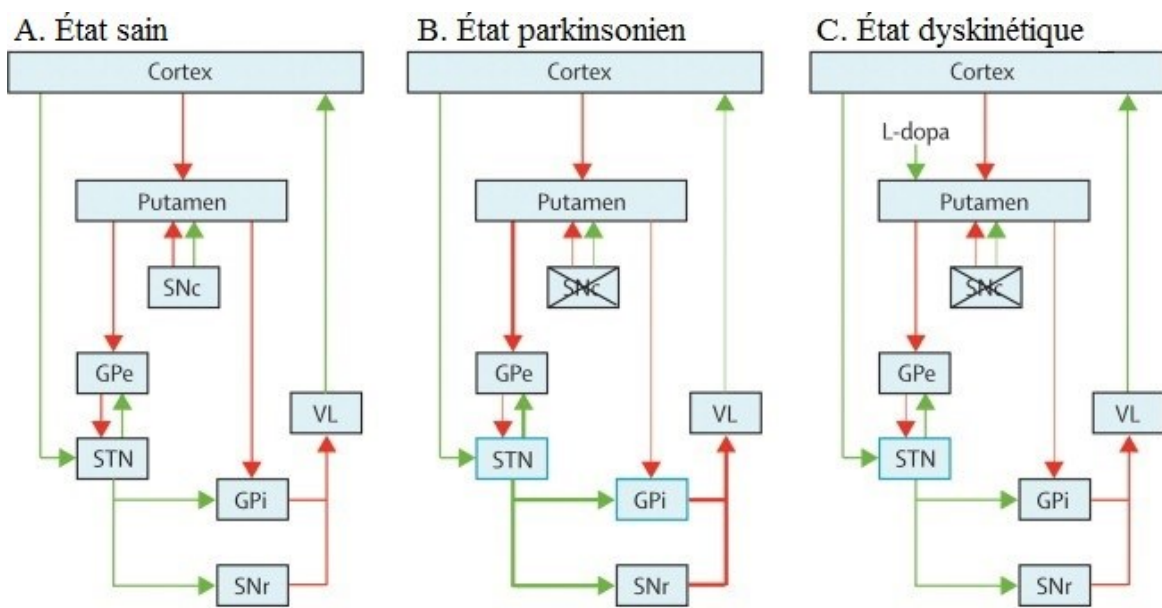 A. État sain
Cortex
Putamen
SNc
GPe
VL
STN
GPi
SNr
B. État parkinsonien
Cortex
Putamen
SNc
GPe
VL
STN
GPi
SNr
C. État dyskinétique
Cortex
L-dopa
Putamen
SNc
GPe
VL
STN
GPi
SNr